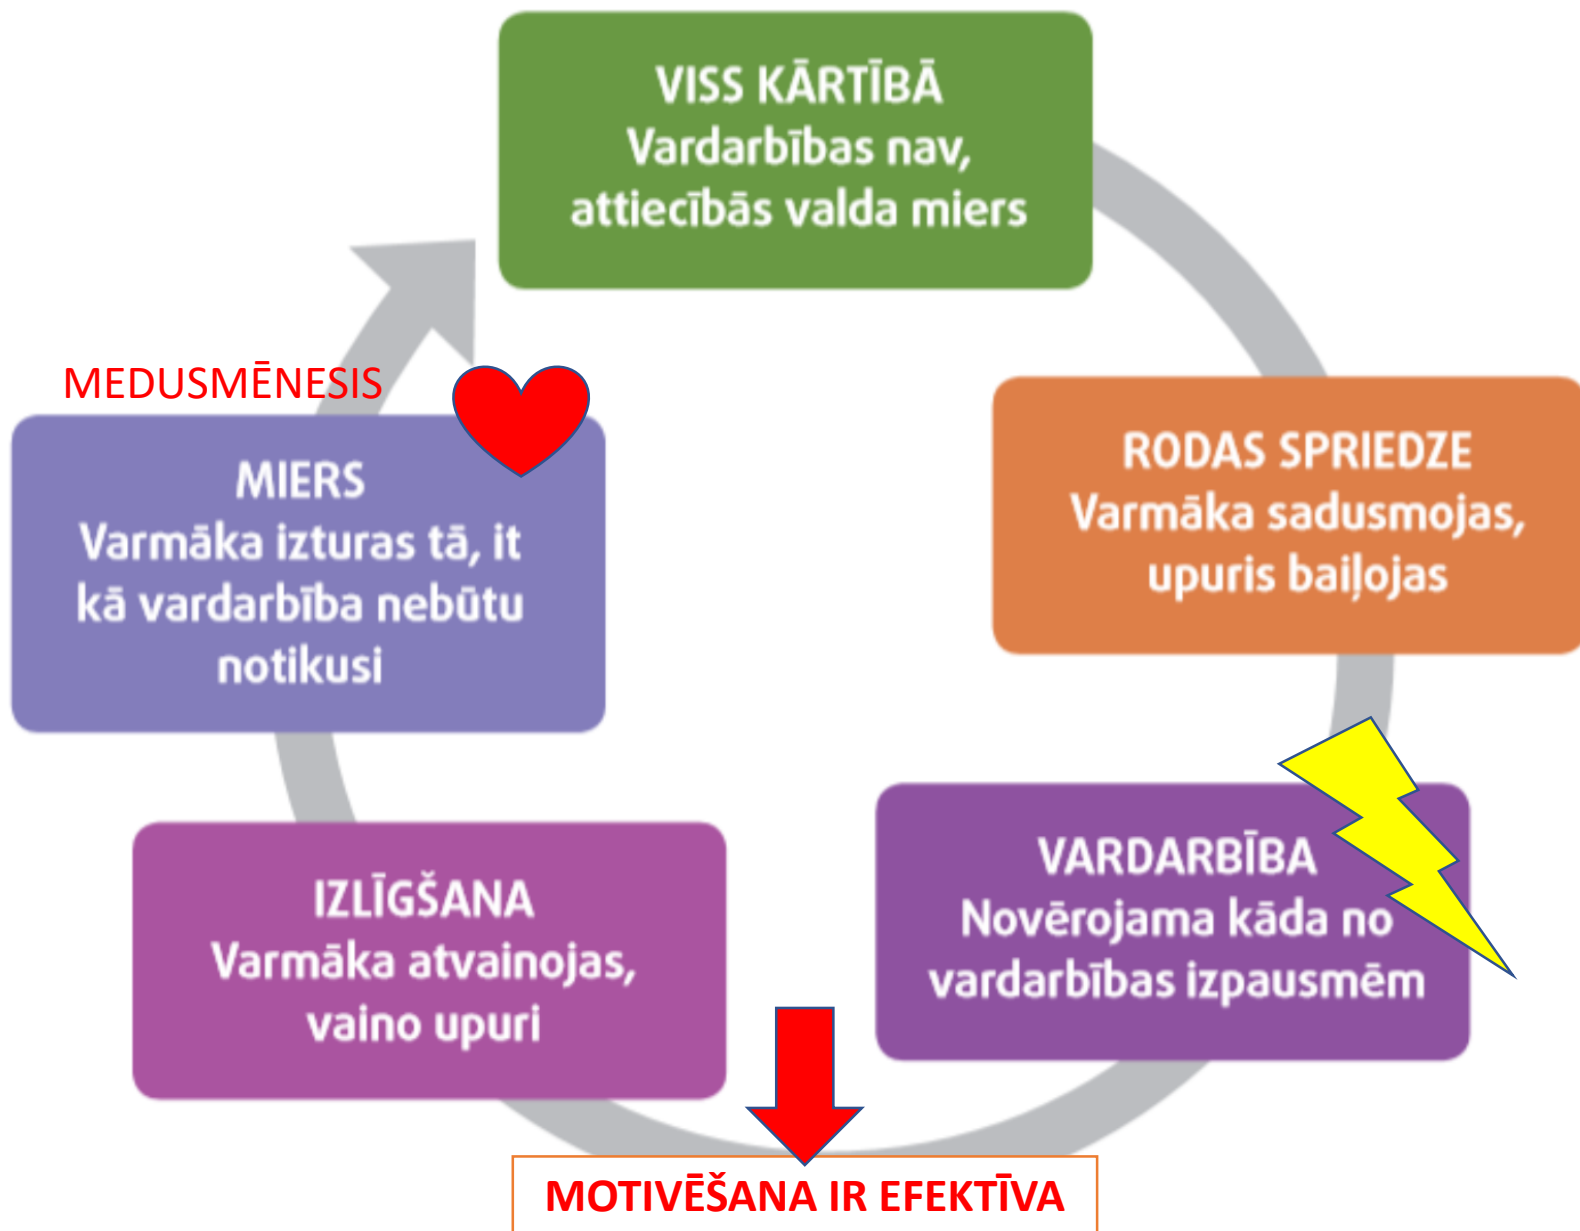 VISS KĀRTĪBĀ
Vardarbības nav,
attiecībās valda miers
RODAS SPRIEDZE
Varmāka sadusmojas,
upuris baiļojas
VARDARBĪBA
Novērojama kāda no
vardarbības izpausmēm
MOTIVĒŠANA IR EFEKTĪVA
IZLĪGŠANA
Varmāka atvainojas,
vaino upuri
MEDUSMĒNESIS
MIERS
Varmāka izturas tā, it
kā vardarbība nebūtu
notikusi